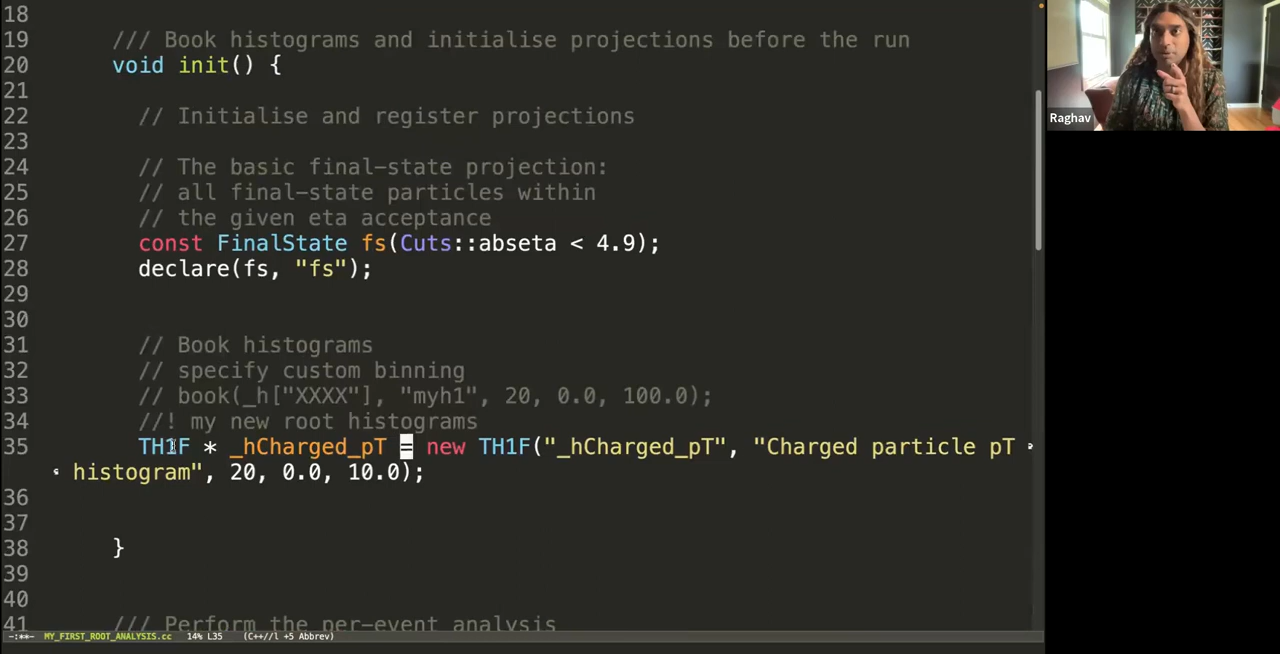 18
19 /// Book histograms and initialise projections before the run
20 void init() {
21
22 // Initialise and register projections
23
24 // The basic final-state projection:
25 // all final-state particles within
26 // the given eta acceptance
27 const FinalState fs(Cuts::abseta < 4.9);
28 declare(fs, "fs");
29
30
31 // Book histograms
32 // specify custom binning
33 // book(_h["XXXX"], "myh1", 20, 0.0, 100.0);
34 //! my new root histograms
35 TH1F * _hCharged_pT = new TH1F("_hCharged_pT", "Charged particle pT
histogram", 20, 0.0, 10.0);
36
37
38 }
39
40
41 /// Perform the per-event analysis
-:**- MY_FIRST_ROOT_ANALYSIS.cc 14% L35 (C++//l +5 Abbrev)
Raghav